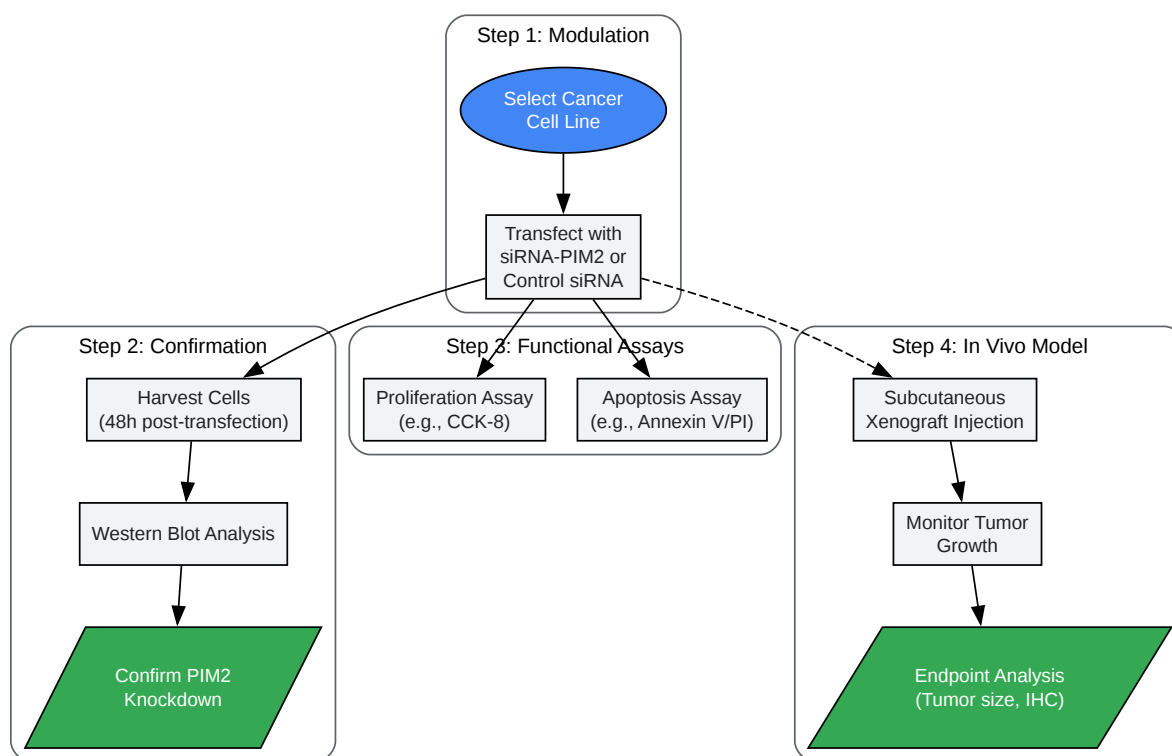 Step 1: Modulation
Select Cancer
Cell Line
Transfect with
siRNA-PIM2 or
Control siRNA
Step 2: Confirmation
Harvest Cells
(48h post-transfection)
Western Blot Analysis
Confirm PIM2
Knockdown
Step 3: Functional Assays
Proliferation Assay
(e.g., CCK-8)
Apoptosis Assay
(e.g., Annexin V/PI)
Step 4: In Vivo Model
Subcutaneous
Xenograft Injection
Monitor Tumor
Growth
Endpoint Analysis
(Tumor size, IHC)